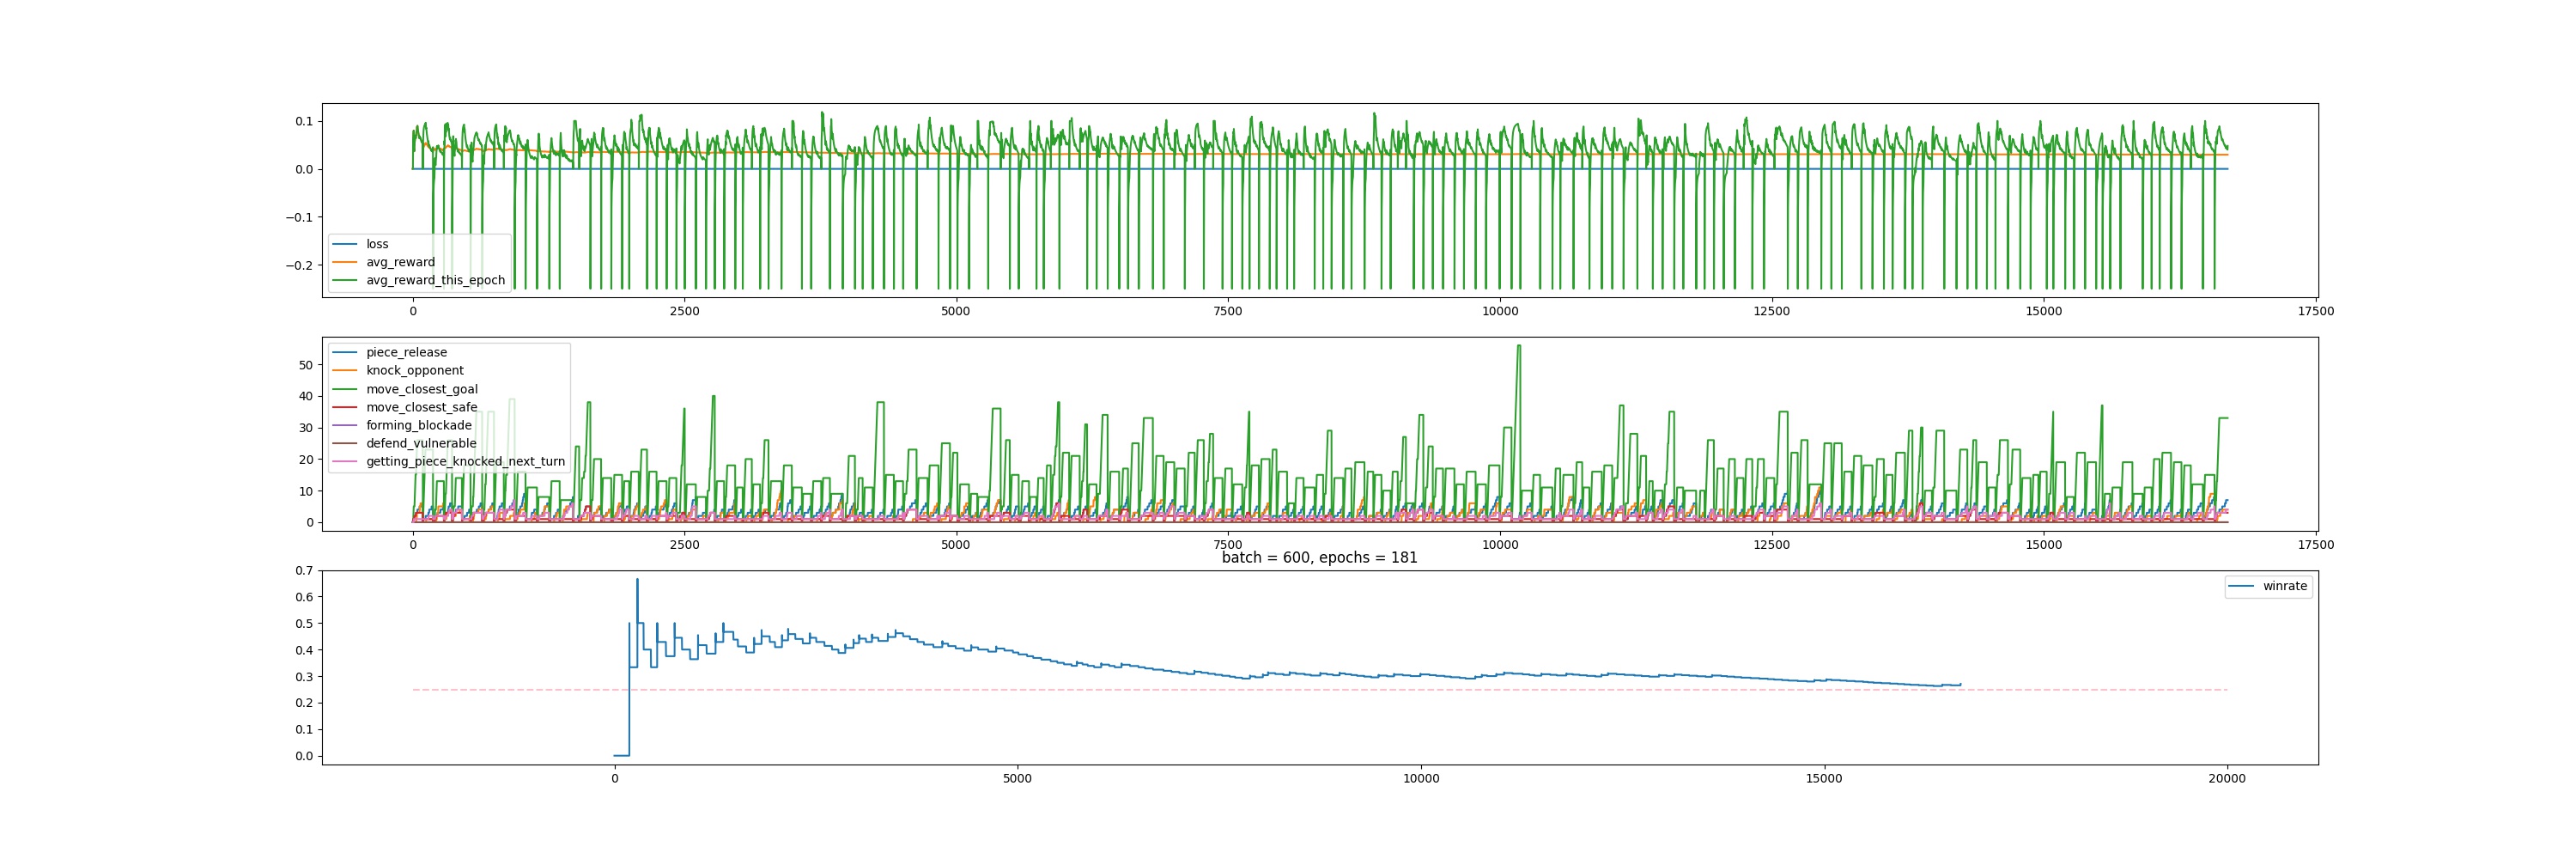 0.1
0.0
−0.1
−0.2
loss
avg_reward
avg_reward_this_epoch
0 2500 5000 7500 10000 12500 15000 17500
50
40
30
20
10
0
piece_release
knock_opponent
move_closest_goal
move_closest_safe
forming_blockade
defend_vulnerable
getting_piece_knocked_next_turn
0 2500 5000 7500 10000 12500 15000 17500
batch = 600, epochs = 181
0.7
0.6
0.5
0.4
0.3
0.2
0.1
0.0
winrate
0 5000 10000 15000 20000